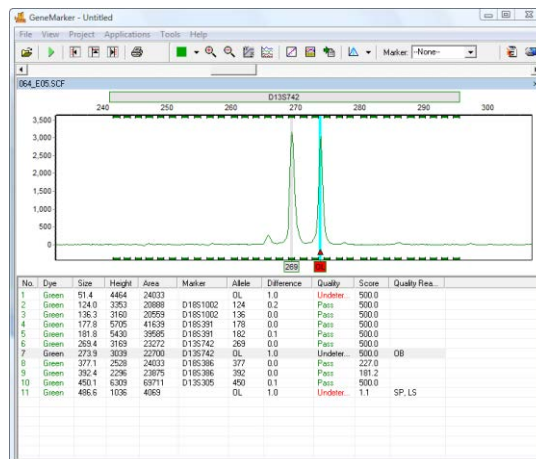 GeneMarker - Untitled
File View Project Applications Tools Help
Marker: --None--
064_E05.SCF
D13S742
240 250 260 270 280 290 300
3,500
3,000
2,500
2,000
1,500
1,000
500
0
269 OL
No. Dye Size Height Area Marker Allele Difference Quality Score Quality Rea...
1 Green 51.4 4464 24033 OL 1.0 Undeter... 500.0
2 Green 124.0 3353 20888 D18S1002 124 0.2 Pass 500.0
3 Green 136.3 3160 20559 D18S1002 136 0.0 Pass 500.0
4 Green 177.8 5705 41639 D18S391 178 0.0 Pass 500.0
5 Green 181.8 5430 39585 D18S391 182 0.1 Pass 500.0
6 Green 269.4 3169 23272 D13S742 269 0.0 Pass 500.0
7 Green 273.9 3039 22700 D13S742 OL 1.0 Undeter... 500.0 OB
8 Green 377.1 2528 24033 D18S386 377 0.0 Pass 227.0
9 Green 392.4 2296 23875 D18S386 392 0.0 Pass 181.2
10 Green 450.1 6309 69711 D13S305 450 0.1 Pass 500.0
11 Green 486.6 1036 4069 OL 1.0 Undeter... 1.1 SP, LS